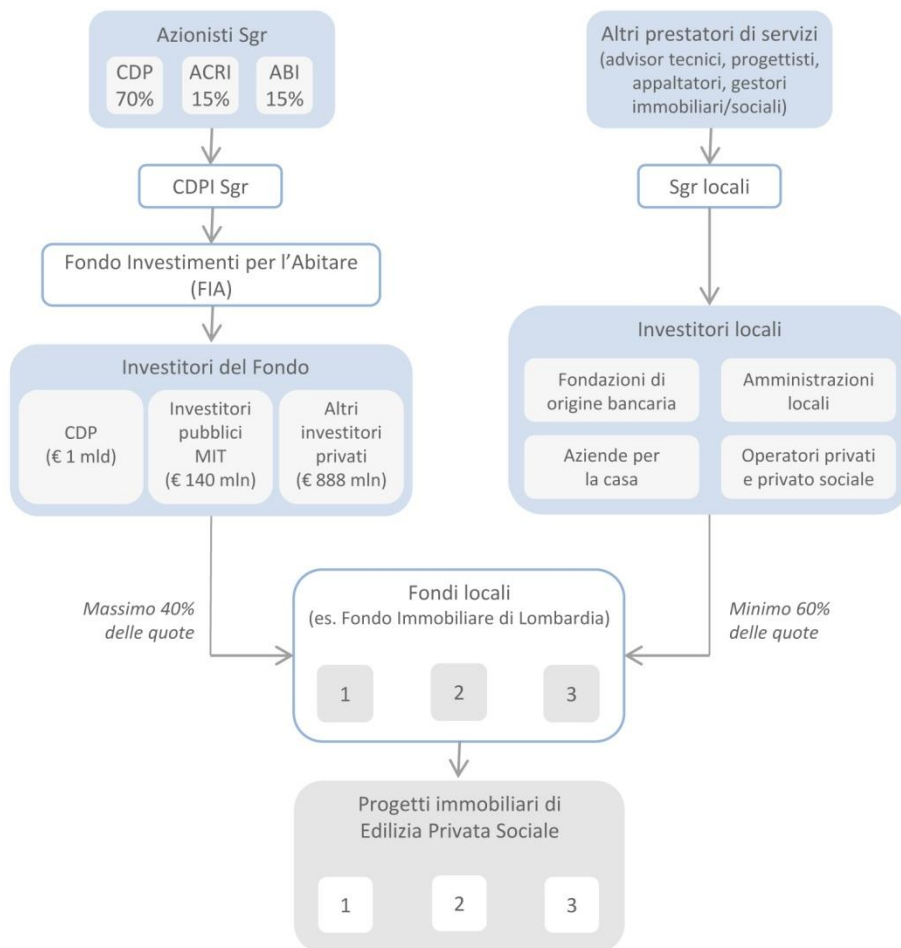 Azionisti Sgr
CDP
70%
ACRI
15%
ABI
15%
CDPI Sgr
Fondo Investimenti per l’Abitare
(FIA)
Investitori del Fondo
CDP
(€ 1 mld)
Investitori
pubblici
MIT
(€ 140 mln)
Altri
investitori
privati
(€ 888 mln)
Altri prestatori di servizi
(advisor tecnici, progettisti,
appaltatori, gestori
immobiliari/sociali)
Sgr locali
Investitori locali
Fondazioni di
origine bancaria
Amministrazioni
locali
Aziende per
la casa
Operatori privati
e privato sociale
Massimo 40%
delle quote
Minimo 60%
delle quote
Fondi locali
(es. Fondo Immobiliare di Lombardia)
1
2
3
Progetti immobiliari di
Edilizia Privata Sociale
1
2
3